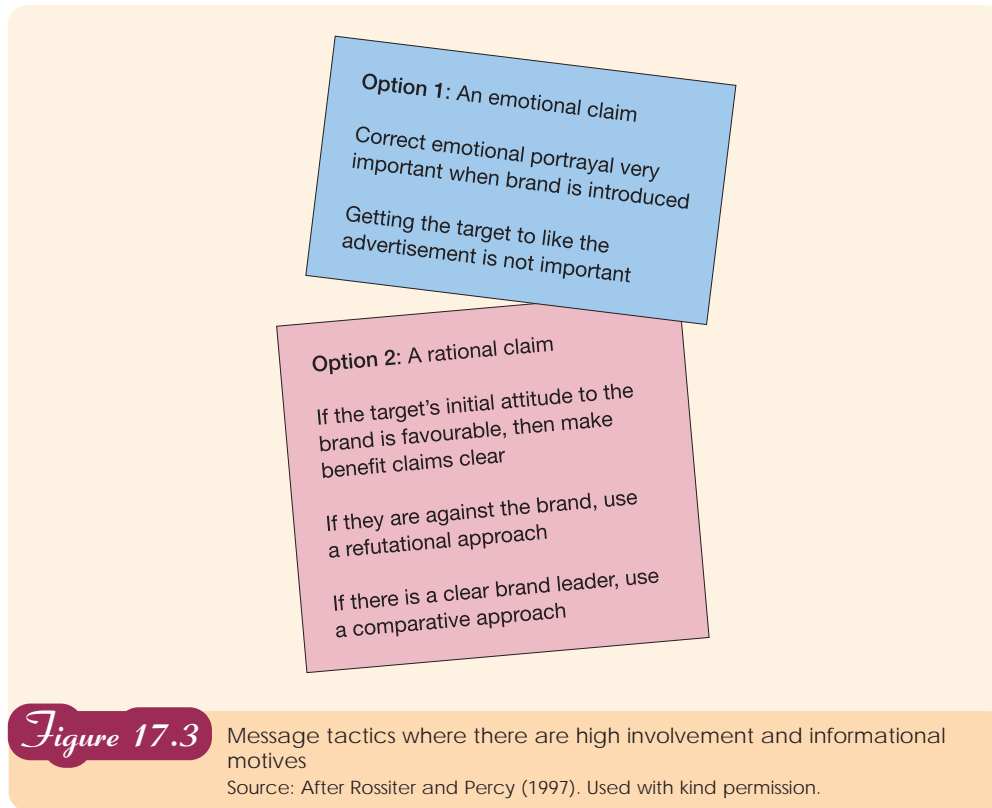 Option 1: An emotional claim
Correct emotional portrayal very
important when brand is introduced
Getting the target to like the
advertisement is not important
Option 2: A rational claim
If the target’s initial attitude to the
brand is favourable, then make
benefit claims clear
If they are against the brand, use
a refutational approach
If there is a clear brand leader, use
a comparative approach
Figure 17.3
Message tactics where there are high involvement and informational
motives
Source: After Rossiter and Percy (1997). Used with kind permission.